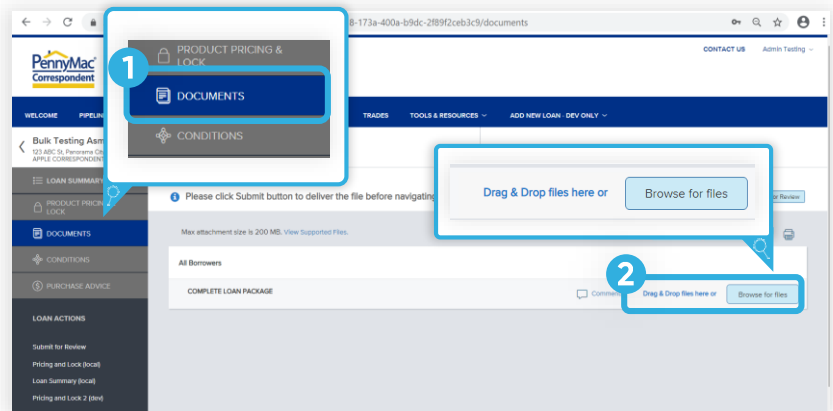 8-173a-400a-b9dc-2f89f2ceb3c9/documents
PennyMac
Correspondent
CONTACT US
Admin Testing
WELCOME
TRADES
TOOLS & RESOURCES
ADD NEW LOAN - DEV ONLY
1
PRODUCT PRICING &
LOCK
DOCUMENTS
CONDITIONS
Bulk Testing Asm
123 ABC St, Panorama
APPLE CORRESPONDENT
LOAN SUMMARY
PRODUCT PRICIN
LOCK
DOCUMENTS
CONDITIONS
PURCHASE ADVICE
LOAN ACTIONS
Submit for Review
Pricing and Lock (local)
Loan Summary (local)
Pricing and Lock 2 (dev)
Please click Submit button to deliver the file before navigating
for Review
Drag & Drop files here or
Browse for files
Max attachment size is 200 MB. View Supported Files.
All Borrowers
COMPLETE LOAN PACKAGE
2
Drag & Drop files here or
Browse for files